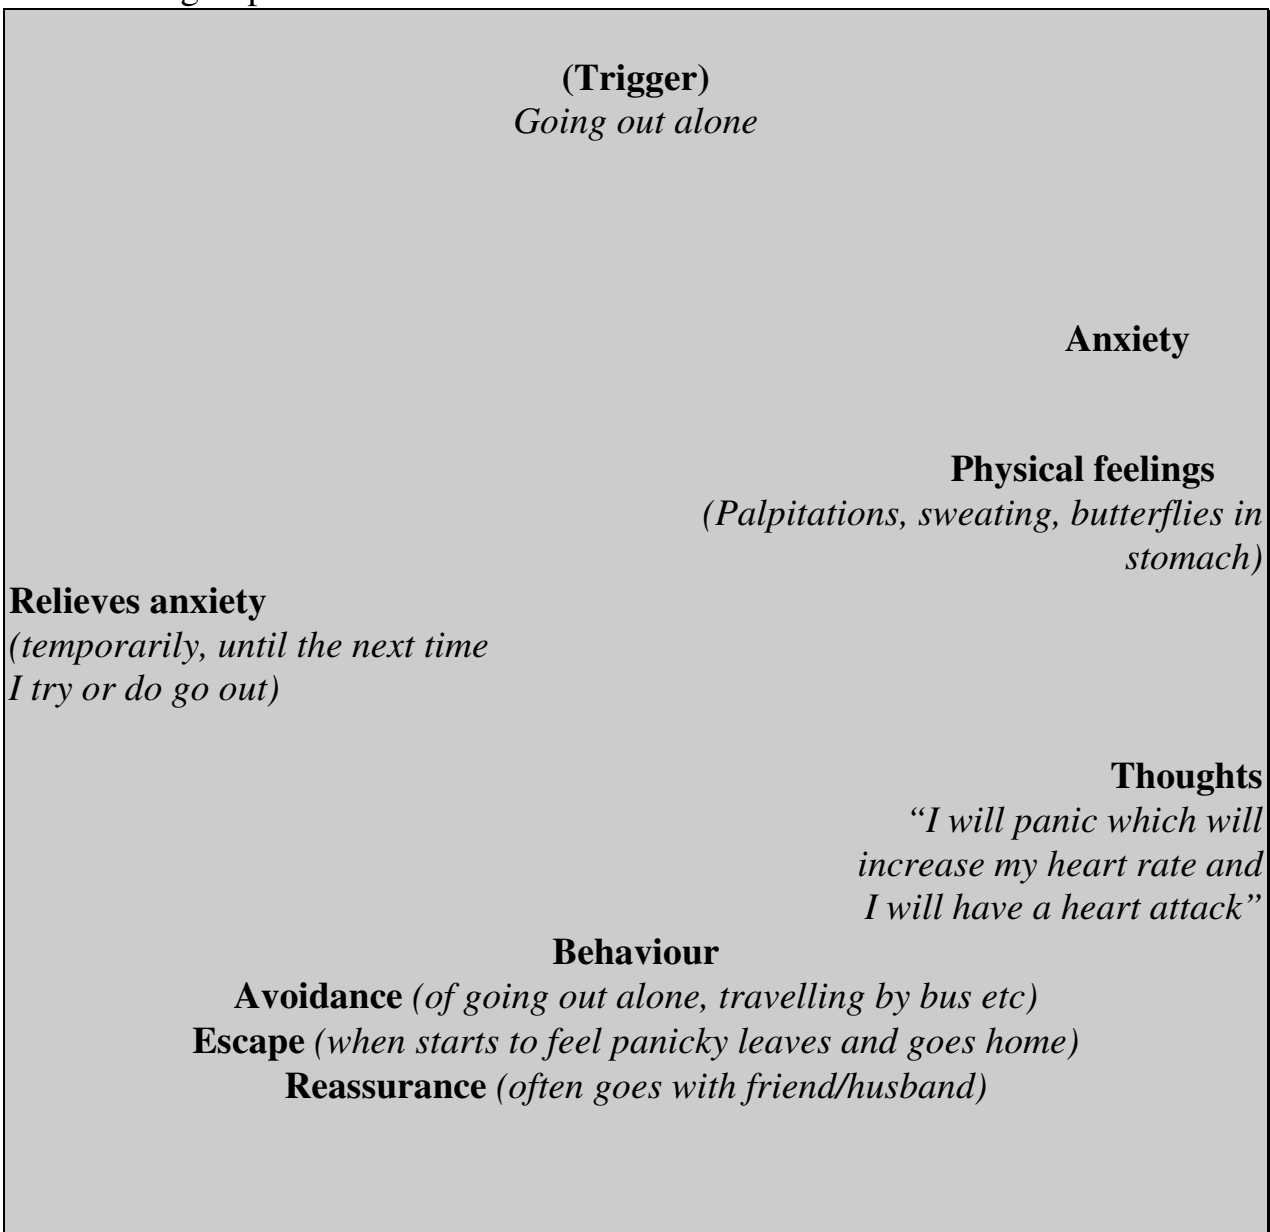 (Trigger)
Going out alone
Anxiety
Physical feelings
(Palpitations, sweating, butterflies in
stomach)
Relieves anxiety
(temporarily, until the next time
I try or do go out)
Thoughts
“I will panic which will
increase my heart rate and
I will have a heart attack”
Behaviour
Avoidance (of going out alone, travelling by bus etc)
Escape (when starts to feel panicky leaves and goes home)
Reassurance (often goes with friend/husband)